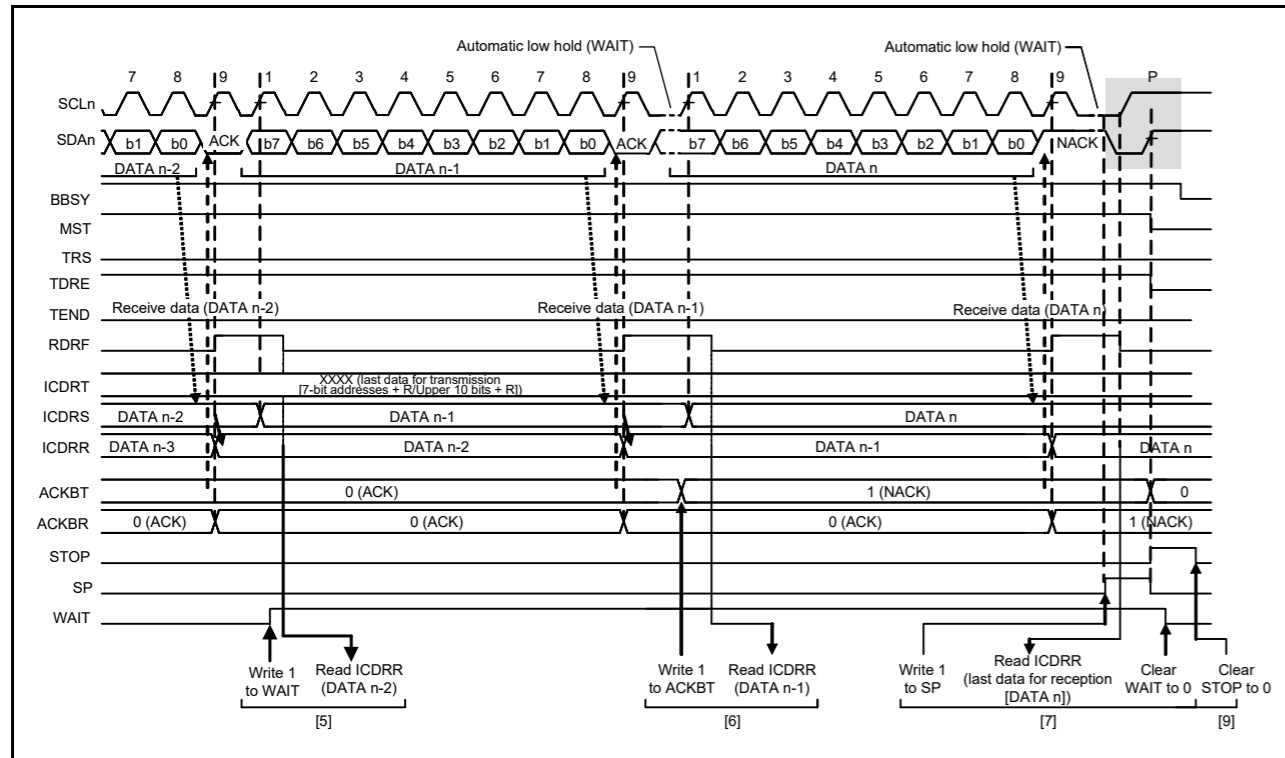 Automatic low hold (WAIT)
Automatic low hold (WAIT)
7 8 9 1 2 3 4 5 6 7 8 9 1 2 3 4 5 6 7 8 9 P
SCLn
SDAn b1 b0 ACK b7 b6 b5 b4 b3 b2 b1 b0 ACK b7 b6 b5 b4 b3 b2 b1 b0 NACK
DATA n-2 DATA n-1 DATA n
BBSY
MST
TRS
TDRE
Receive data (DATA n-2) Receive data (DATA n-1) Receive data (DATA n)
TEND
RDRF
ICDRT
XXXX (last data for transmission
[7-bit addresses + R/Upper 10 bits + R])
ICDRS DATA n-2 DATA n-1 DATA n
ICDRR DATA n-3 DATA n-2 DATA n-1 DATA n
ACKBT 0 (ACK) 1 (NACK) 0
ACKBR 0 (ACK) 0 (ACK) 0 (ACK) 1 (NACK)
STOP
SP
WAIT
Write 1
to WAIT
Read ICDRR
(DATA n-2)
[5]
Write 1
to ACKBT
Read ICDRR
(DATA n-1)
[6]
Write 1
to SP
Read ICDRR
(last data for reception
[DATA n])
Clear
WAIT to 0
[7]
Clear
STOP to 0
[9]